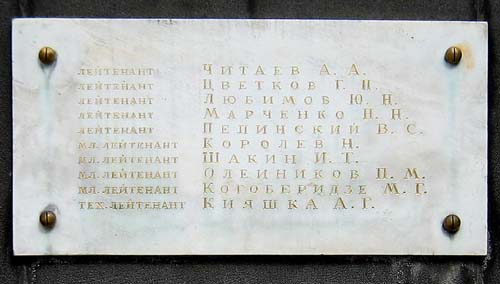 ЛЕЙТЕНАНТ ЧИТАЕВ А. А.
ЛЕЙТЕНАНТ ЦВЕТКОВ Г. П.
ЛЕЙТЕНАНТ ЛЮБИМОВ Ю. Н.
ЛЕЙТЕНАНТ МАРЧЕНКО П. Н.
ЛЕЙТЕНАНТ ПЕПИНСКИЙ В. С.
МЛ. ЛЕЙТЕНАНТ КОРОЛЕВ Н.
МЛ. ЛЕЙТЕНАНТ ШАКИН И. Т.
МЛ. ЛЕЙТЕНАНТ ОЛЕЙНИКОВ П. М.
МЛ. ЛЕЙТЕНАНТ КОГОБЕРИДЗЕ М. Г.
ТЕХ. ЛЕЙТЕНАНТ КИЯШКА А. Г.